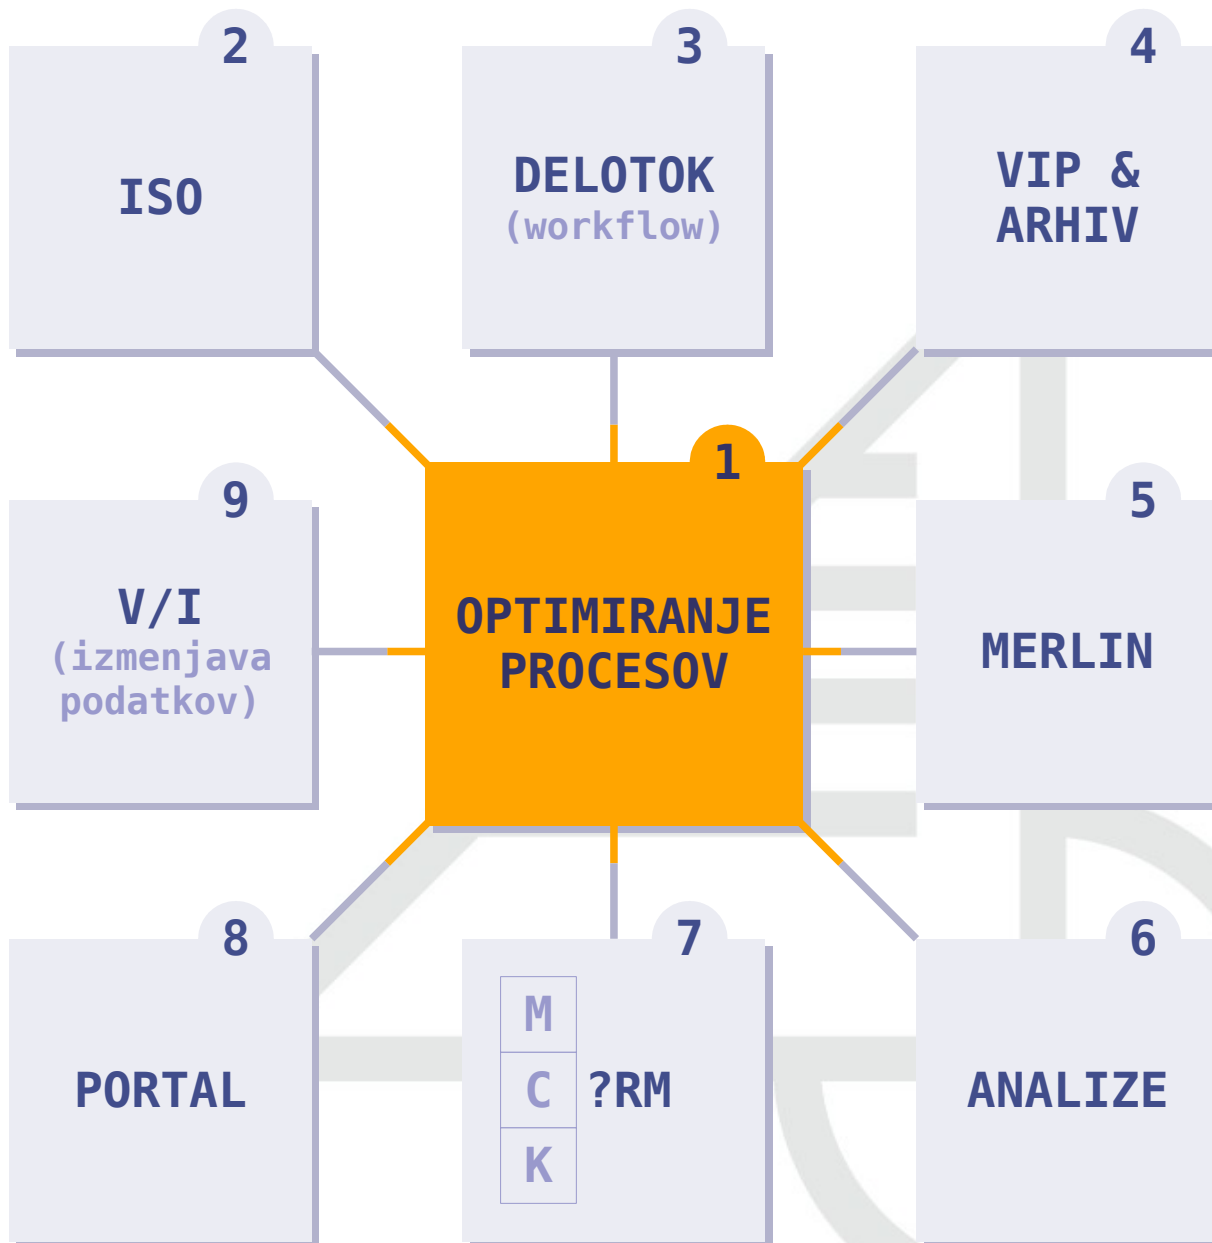 2
ISO
3
DELOTOK
(workflow)
4
VIP &
ARHIV
9
V/I
(izmenjava
podatkov)
1
OPTIMIRANJE
PROCESOV
5
MERLIN
8
PORTAL
7
M
C
?RM
K
6
ANALIZE